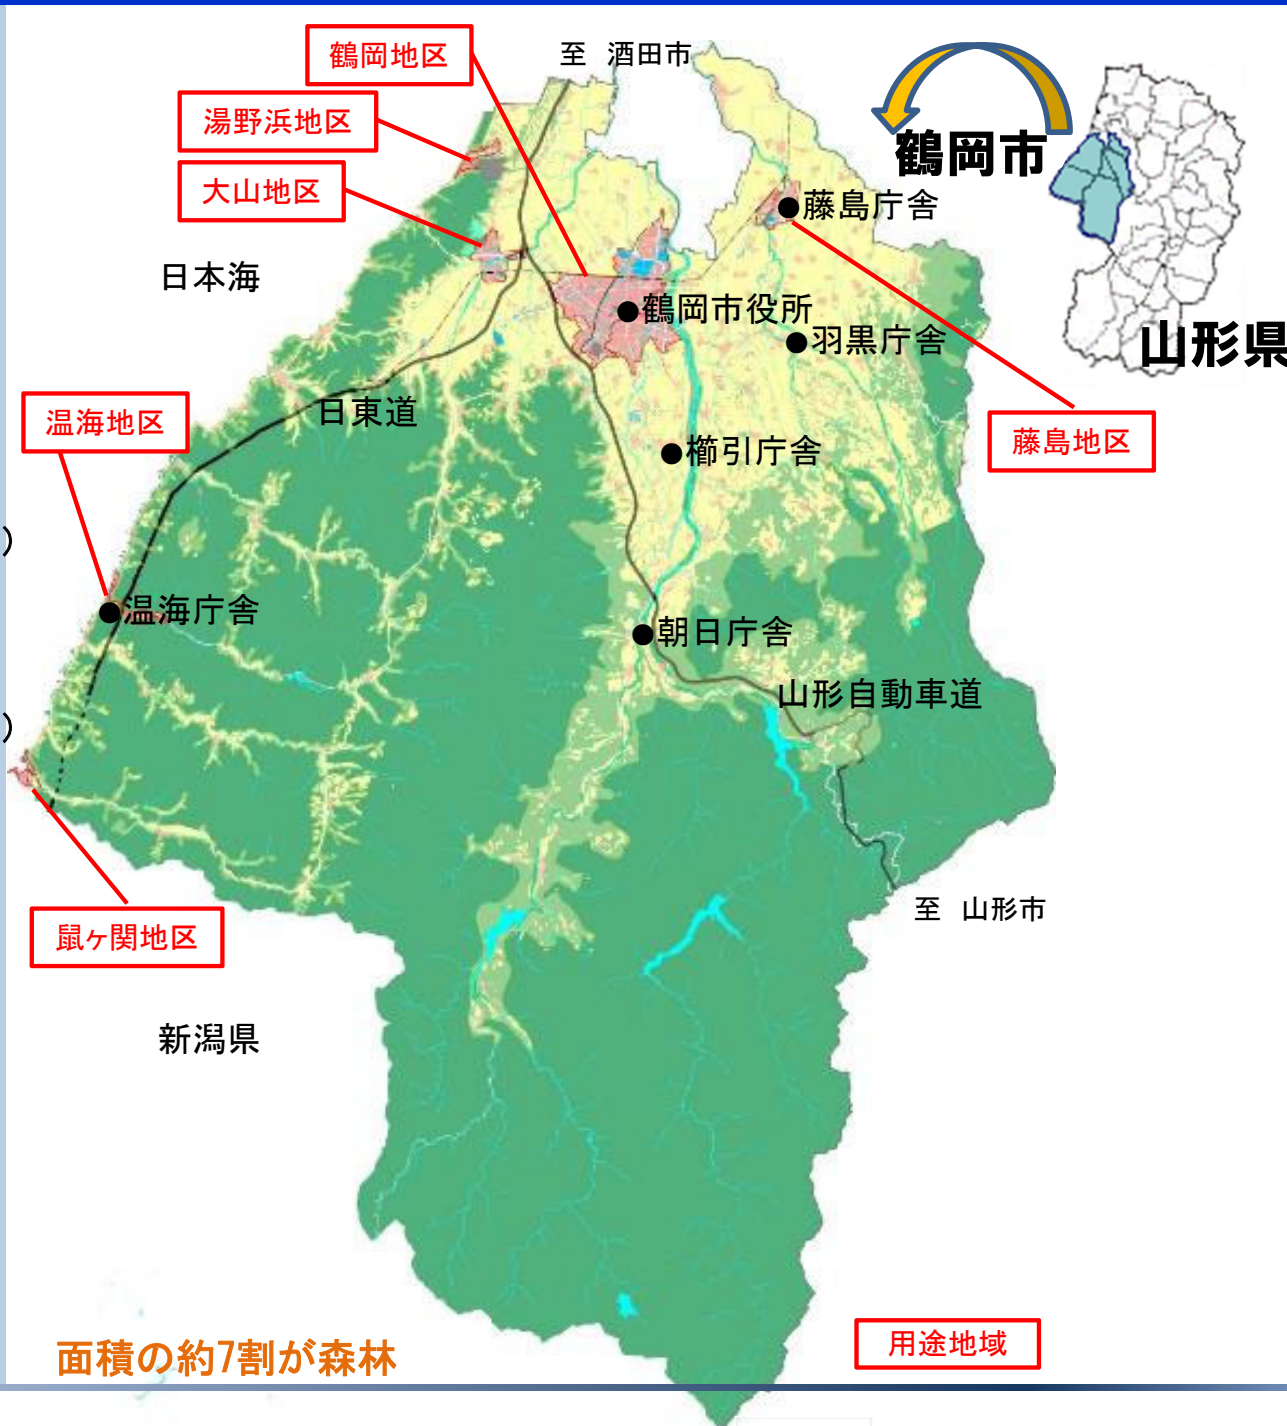 至 酒田市
鶴岡地区
湯野浜地区
大山地区
鶴岡市
藤島庁舎
日本海
鶴岡市役所
羽黒庁舎
山形県
日東道
温海地区
藤島地区
櫛引庁舎
)
温海庁舎
朝日庁舎
山形自動車道
)
至 山形市
鼠ヶ関地区
新潟県
用途地域
面積の約7割が森林